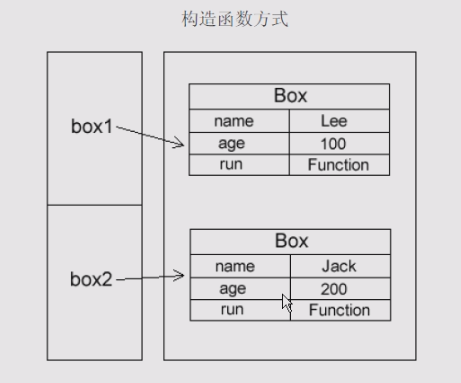 构造函数方式
box1
Box
name Lee
age 100
run Function
box2
Box
name Jack
age 200
run Function